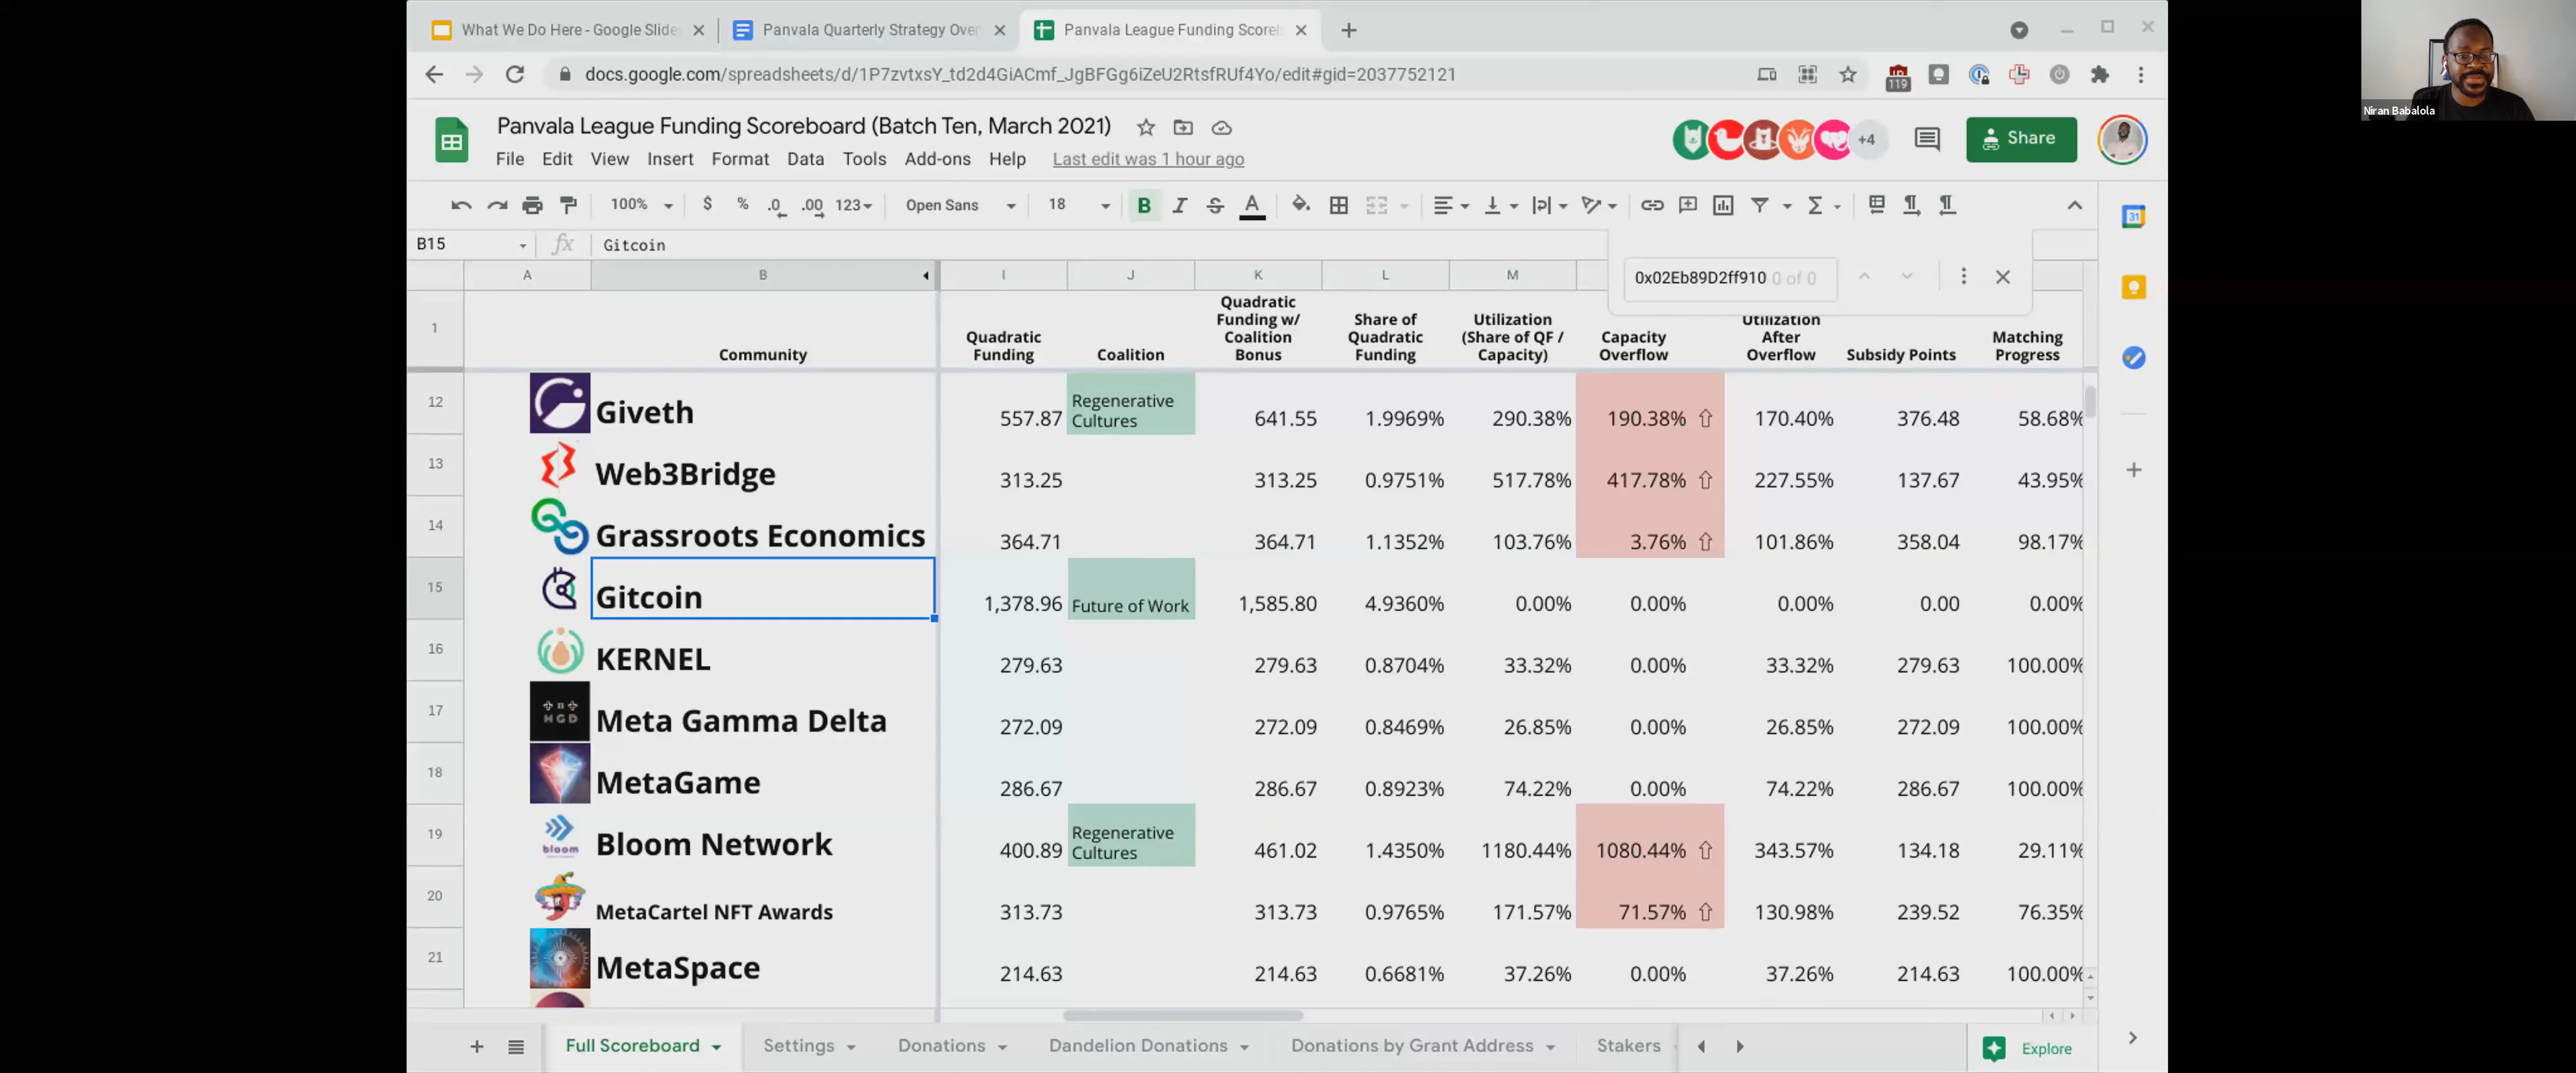 What We Do Here - Google Slides
Panvala Quarterly Strategy Over
Panvala League Funding Scoreb
docs.google.com/spreadsheets/d/1P7zvtxsY_td2d4GiACmf_JgBFGg6iZeU2RtsfRUf4Yo/edit#gid=2037752121
119
Niran Babalola
Panvala League Funding Scoreboard (Batch Ten, March 2021)
File Edit View Insert Format Data Tools Add-ons Help Last edit was 1 hour ago
+4
Share
100% $ % .0 .00 123 Open Sans 18 B I S A
31
B15 fx Gitcoin
0x02Eb89D2ff910 0 of 0
A B I J K L M
1 Community Quadratic Funding Coalition Quadratic Funding w/ Coalition Bonus Share of Quadratic Funding Utilization (Share of QF / Capacity) Capacity Overflow Utilization After Overflow Subsidy Points Matching Progress
12 Giveth 557.87 Regenerative Cultures 641.55 1.9969% 290.38% 190.38% ⇧ 170.40% 376.48 58.68%
13 Web3Bridge 313.25 313.25 0.9751% 517.78% 417.78% ⇧ 227.55% 137.67 43.95%
14 Grassroots Economics 364.71 364.71 1.1352% 103.76% 3.76% ⇧ 101.86% 358.04 98.17%
15 Gitcoin 1,378.96 Future of Work 1,585.80 4.9360% 0.00% 0.00% 0.00% 0.00 0.00%
16 KERNEL 279.63 279.63 0.8704% 33.32% 0.00% 33.32% 279.63 100.00%
17 MGD Meta Gamma Delta 272.09 272.09 0.8469% 26.85% 0.00% 26.85% 272.09 100.00%
18 MetaGame 286.67 286.67 0.8923% 74.22% 0.00% 74.22% 286.67 100.00%
19 bloom Bloom Network 400.89 Regenerative Cultures 461.02 1.4350% 1180.44% 1080.44% ⇧ 343.57% 134.18 29.11%
20 MetaCartel NFT Awards 313.73 313.73 0.9765% 171.57% 71.57% ⇧ 130.98% 239.52 76.35%
21 MetaSpace 214.63 214.63 0.6681% 37.26% 0.00% 37.26% 214.63 100.00%
Full Scoreboard Settings Donations Dandelion Donations Donations by Grant Address Stakers Explore